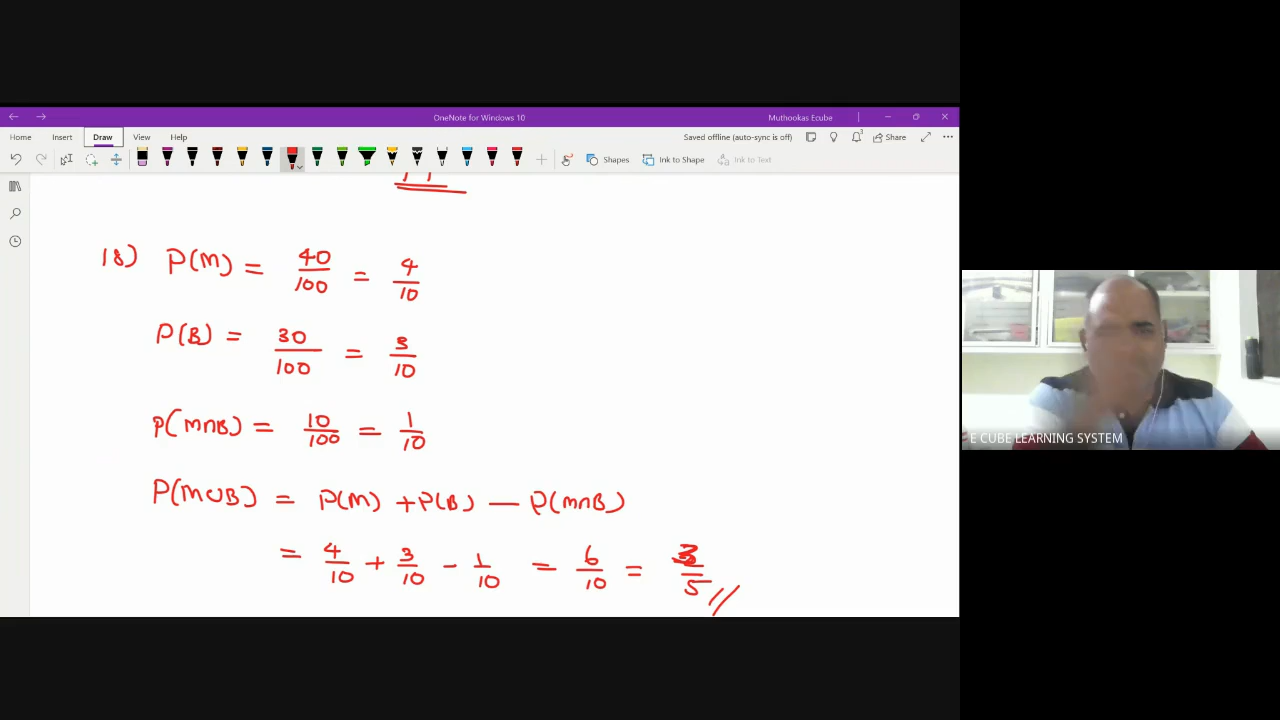 OneNote for Windows 10
Muthookas Ecube
Home Insert Draw View Help
Saved offline (auto-sync is off)
Share
Shapes
Ink to Shape
Ink to Text
18) P(M) = 40/100 = 4/10
P(B) = 30/100 = 3/10
P(M∩B) = 10/100 = 1/10
P(M∪B) = P(M) + P(B) — P(M∩B)
= 4/10 + 3/10 - 1/10 = 6/10 = 3/5 //
E CUBE LEARNING SYSTEM